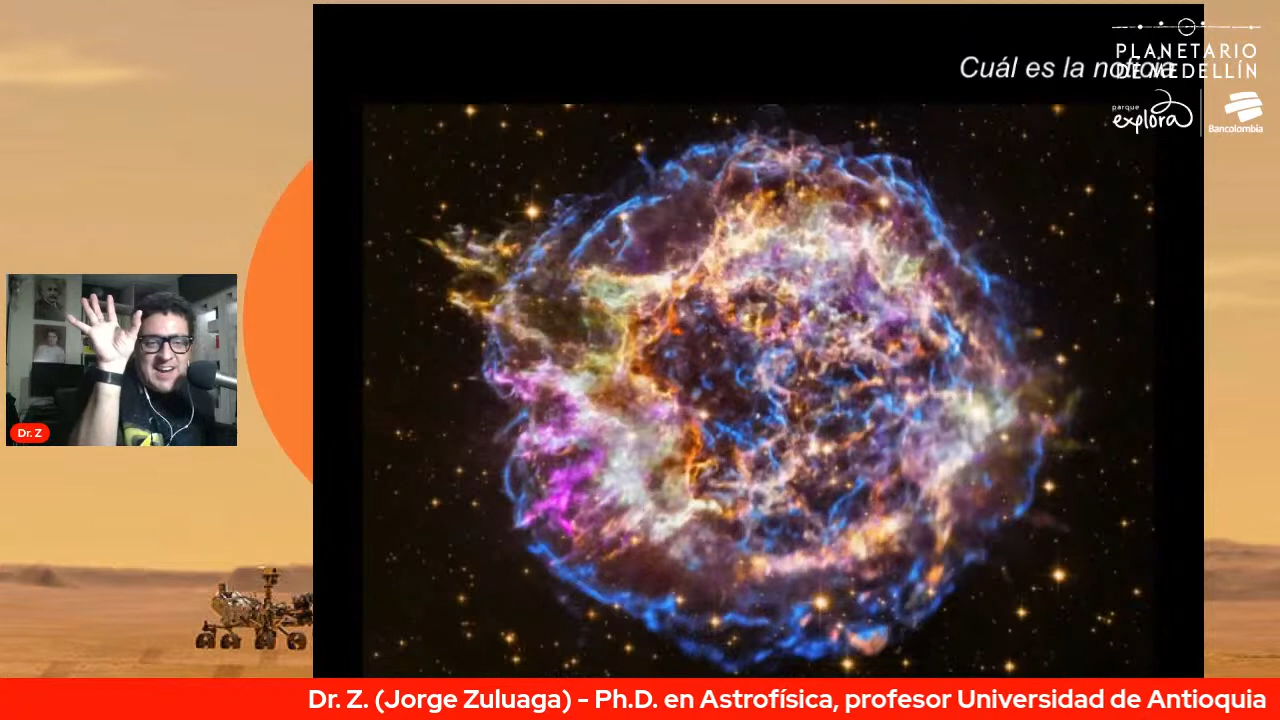 Cuál es la noticia
PLANETARIO
DE MEDELLÍN
parque
explora
Bancolombia
Dr. Z
Dr. Z. (Jorge Zuluaga) - Ph.D. en Astrofísica, profesor Universidad de Antioquia